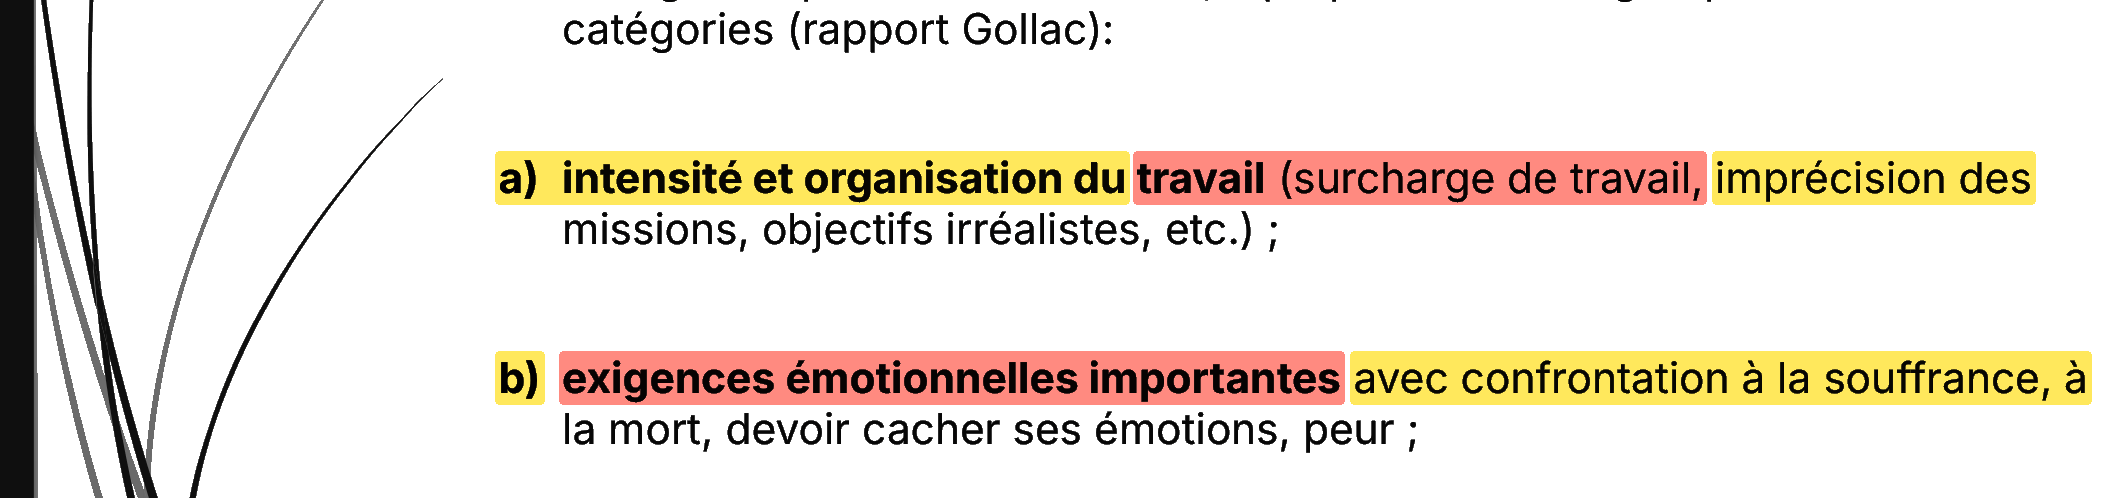 catégories (rapport Gollac):
a) intensité et organisation du travail (surcharge de travail, imprécision des
missions, objectifs irréalistes, etc.) ;
b) exigences émotionnelles importantes avec confrontation à la souffrance, à
la mort, devoir cacher ses émotions, peur ;